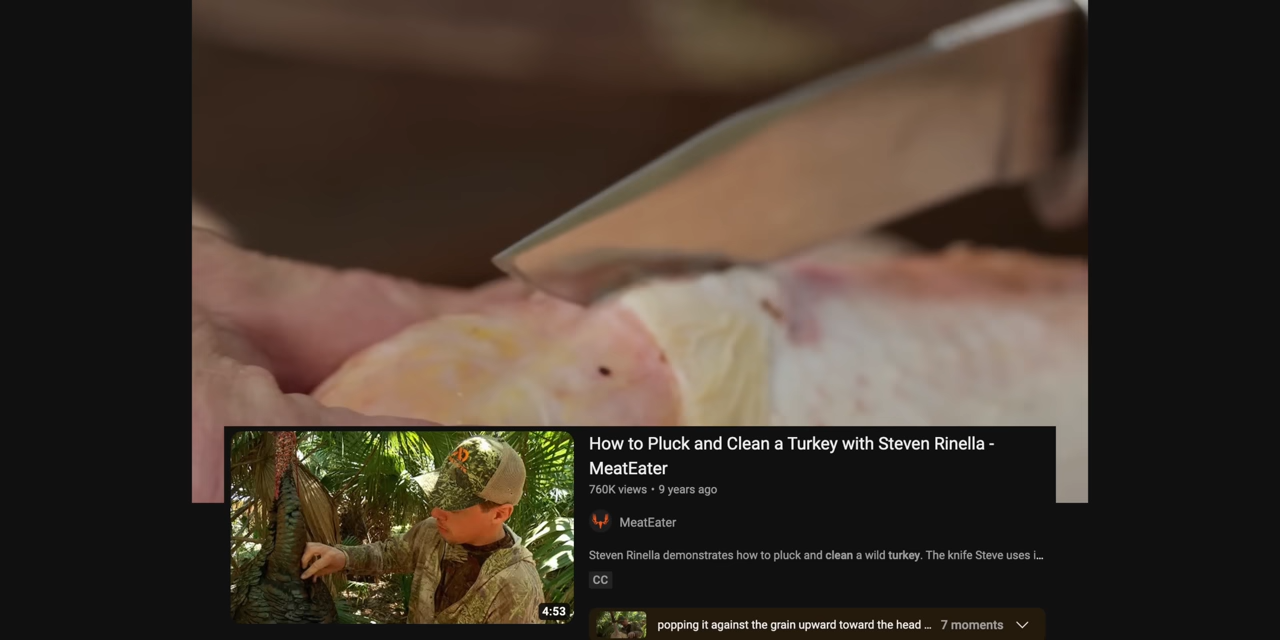 How to Pluck and Clean a Turkey with Steven Rinella -
MeatEater
760K views • 9 years ago
MeatEater
Steven Rinella demonstrates how to pluck and clean a wild turkey. The knife Steve uses i...
CC
4:53
popping it against the grain upward toward the head ... 7 moments